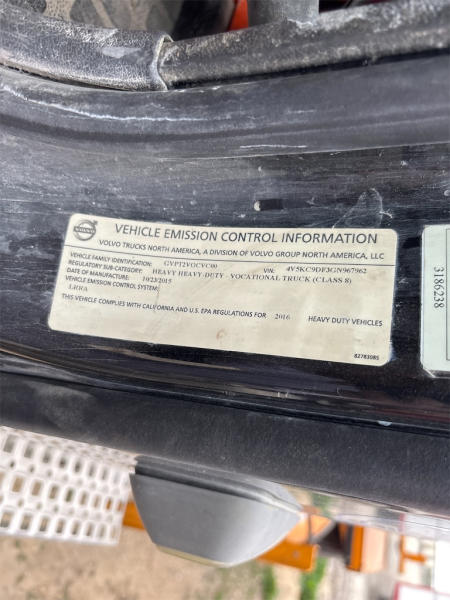 VOLVO
VEHICLE EMISSION CONTROL INFORMATION
VOLVO TRUCKS NORTH AMERICA, A DIVISION OF VOLVO GROUP NORTH AMERICA, LLC
VEHICLE FAMILY IDENTIFICATION: GVPT2VOCVC00 VIN: 4V5KC9DF3GN967962
REGULATORY SUB-CATEGORY: HEAVY HEAVY-DUTY - VOCATIONAL TRUCK (CLASS 8)
DATE OF MANUFACTURE: 10/23/2015
VEHICLE EMISSION CONTROL SYSTEM:
LRRA
THIS VEHICLE COMPLIES WITH CALIFORNIA AND U.S. EPA REGULATIONS FOR 2016 HEAVY DUTY VEHICLES
82783085
3186238